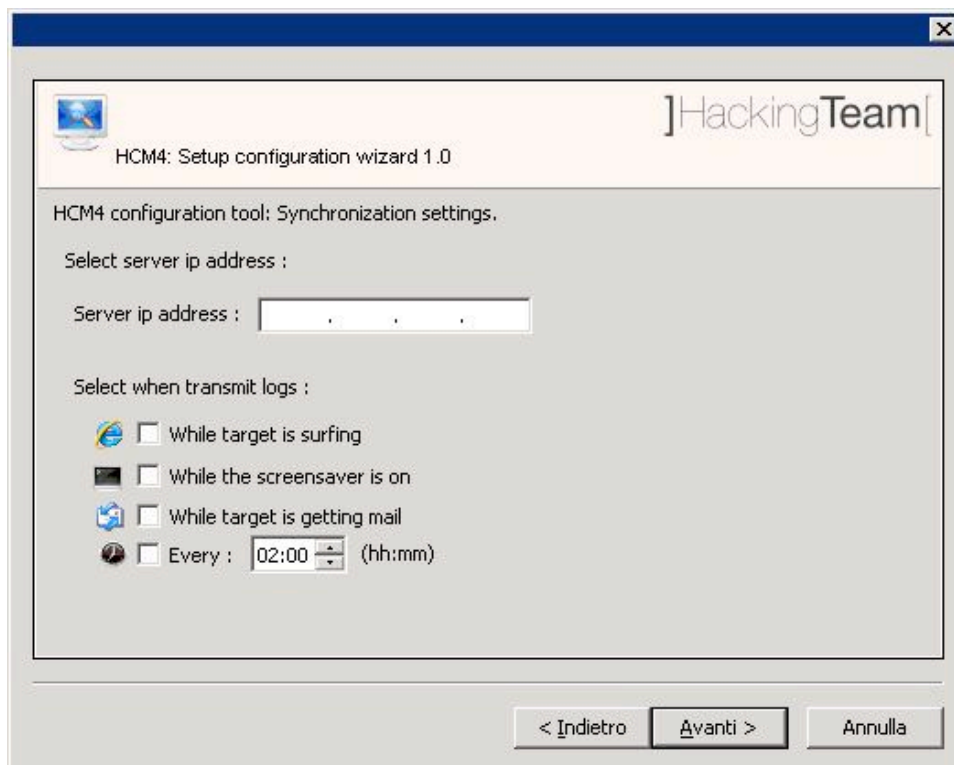 ]HackingTeam[
HCM4: Setup configuration wizard 1.0
HCM4 configuration tool: Synchronization settings.
Select server ip address :
Server ip address : . . .
Select when transmit logs :
While target is surfing
While the screensaver is on
While target is getting mail
Every : 02:00 (hh:mm)
< Indietro Avanti > Annulla